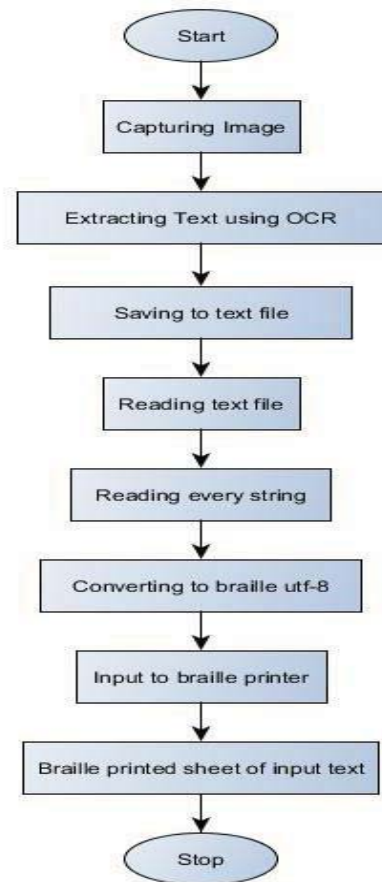 Start
Capturing Image
Extracting Text using OCR
Saving to text file
Reading text file
Reading every string
Converting to braille utf-8
Input to braille printer
Braille printed sheet of input text
Stop